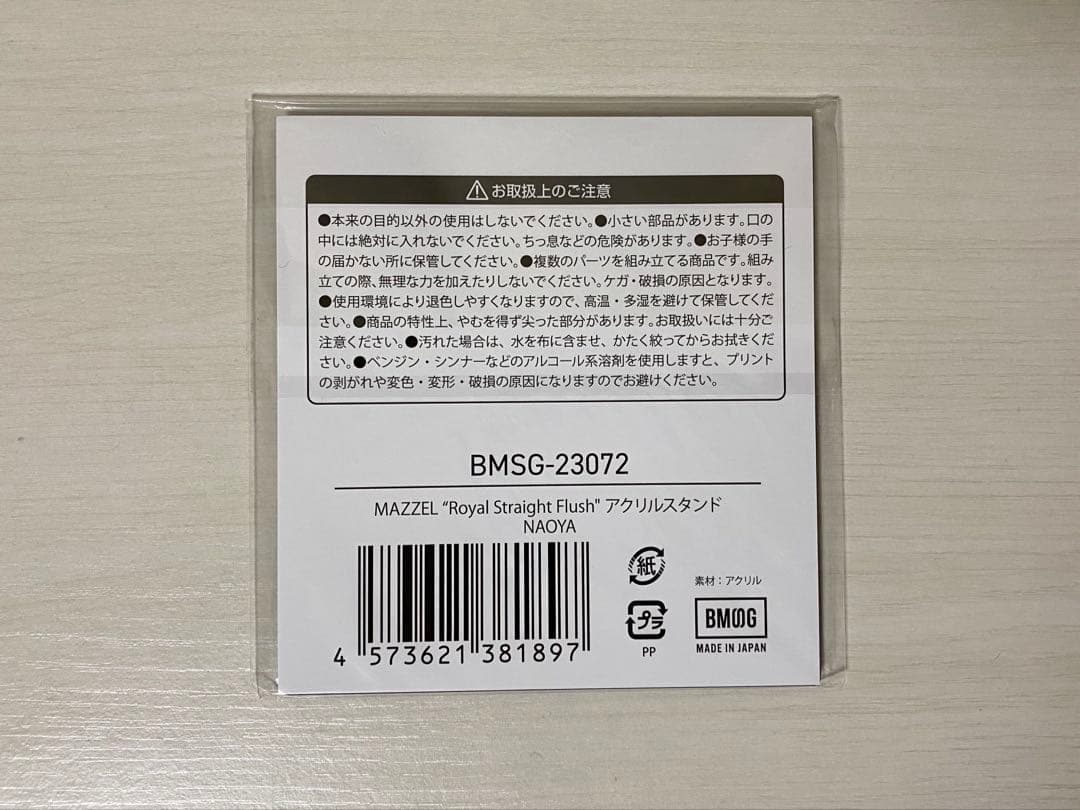 ⚠お取扱上のご注意
●本来の目的以外の使用はしないでください。●小さい部品があります。口の
中には絶対に入れないでください。ちっ息などの危険があります。●お子様の手
の届かない所に保管してください。●複数のパーツを組み立てる商品です。組み
立ての際、無理な力を加えたりしないでください。ケガ・破損の原因となります。
●使用環境により退色しやすくなりますので、高温・多湿を避けて保管してくだ
さい。●商品の特性上、やむを得ず尖った部分があります。お取扱いには十分ご
注意ください。●汚れた場合は、水を布に含ませ、かたく絞ってからお拭きくださ
い。●ベンジン・シンナーなどのアルコール系溶剤を使用しますと、プリント
の剥がれや変色・変形・破損の原因になりますのでお避けください。
BMSG-23072
MAZZEL “Royal Straight Flush" アクリルスタンド
NAOYA
4 573621 381897
紙
プラ
PP
素材：アクリル
BMSG
MADE IN JAPAN